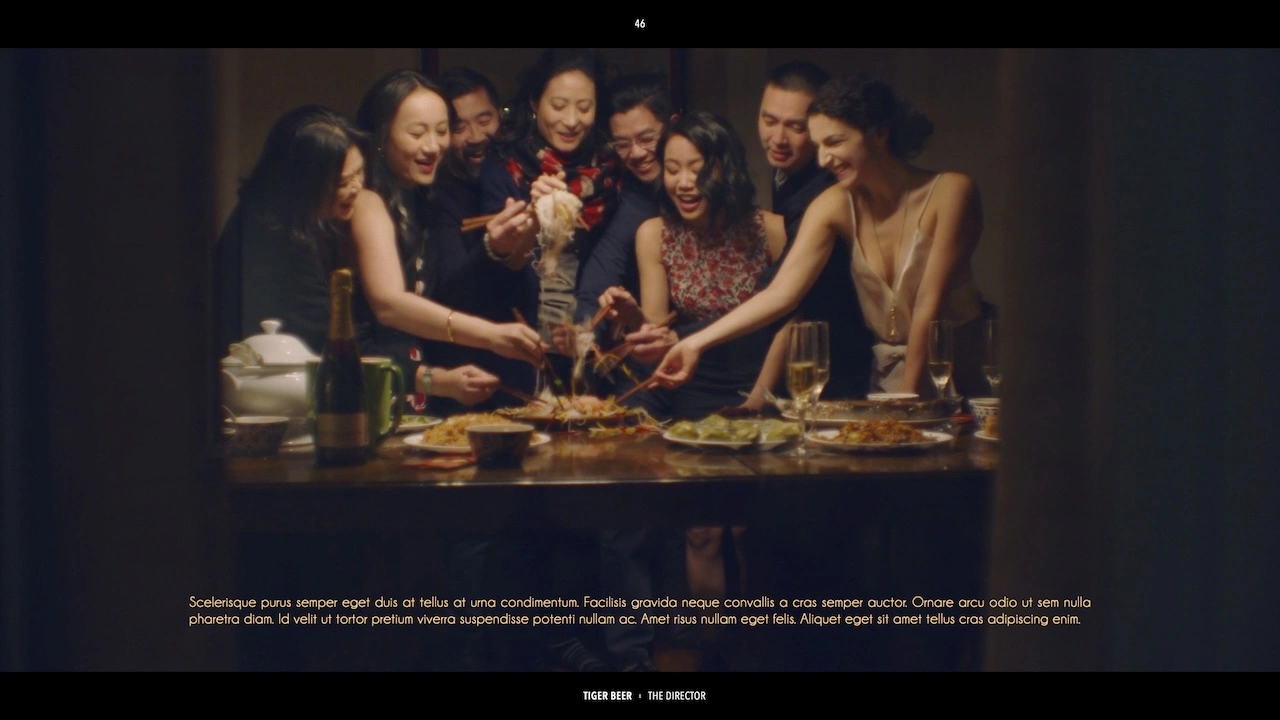 46
Scelerisque purus semper eget duis at tellus at urna condimentum. Facilisis gravida neque convallis a cras semper auctor. Ornare arcu odio ut sem nulla
pharetra diam. Id velit ut tortor pretium viverra suspendisse potenti nullam ac. Amet risus nullam eget felis. Aliquet eget sit amet tellus cras adipiscing enim.
TIGER BEER THE DIRECTOR